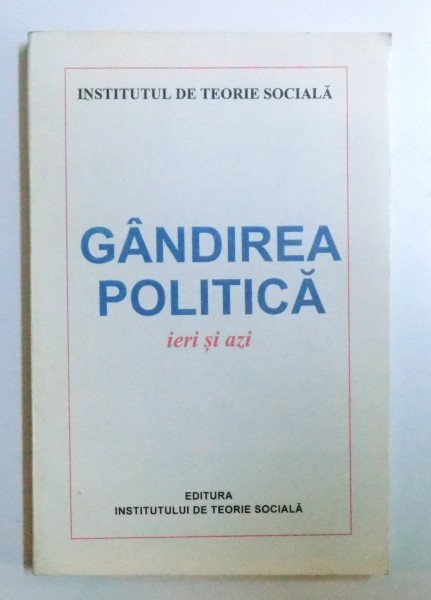 INSTITUTUL DE TEORIE SOCIALĂ
GÂNDIREA
POLITICĂ
ieri și azi
EDITURA
INSTITUTULUI DE TEORIE SOCIALĂ